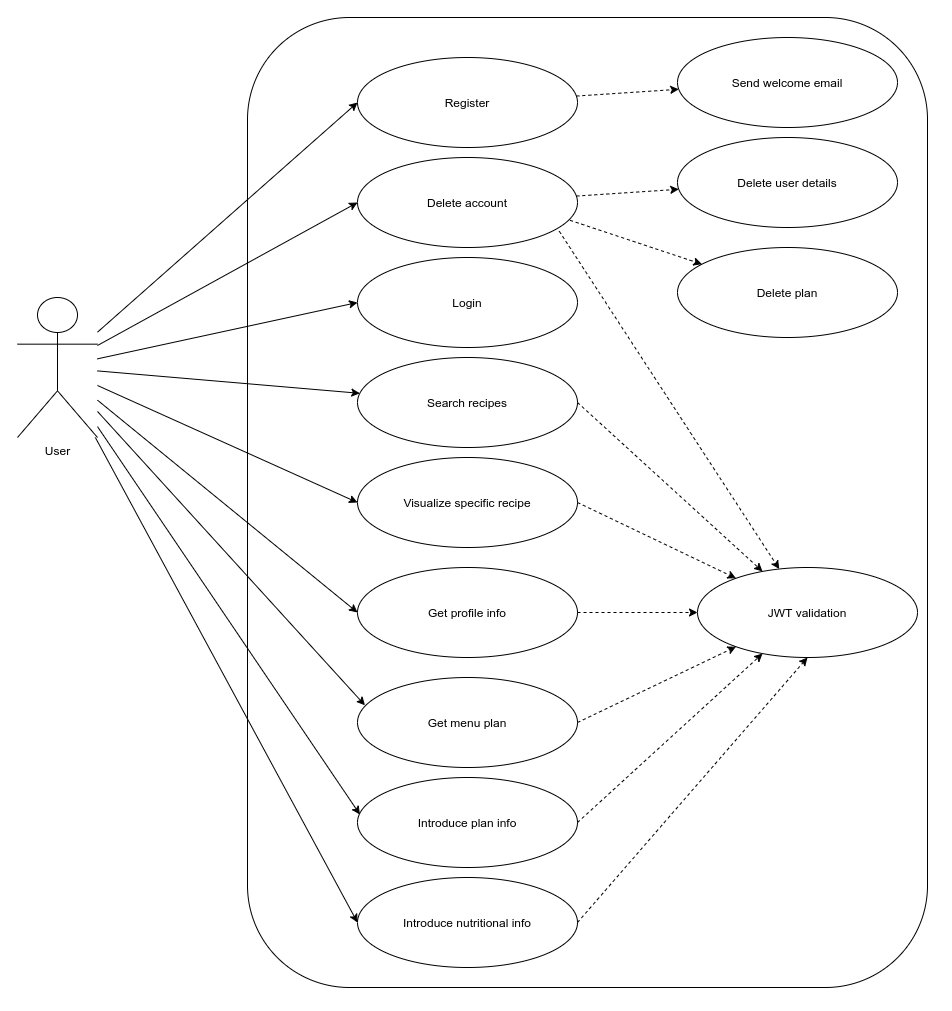 Send welcome email
Register
Delete user details
Delete account
Delete plan
Login
Search recipes
User
Visualize specific recipe
Get profile info
JWT validation
Get menu plan
Introduce plan info
Introduce nutritional info